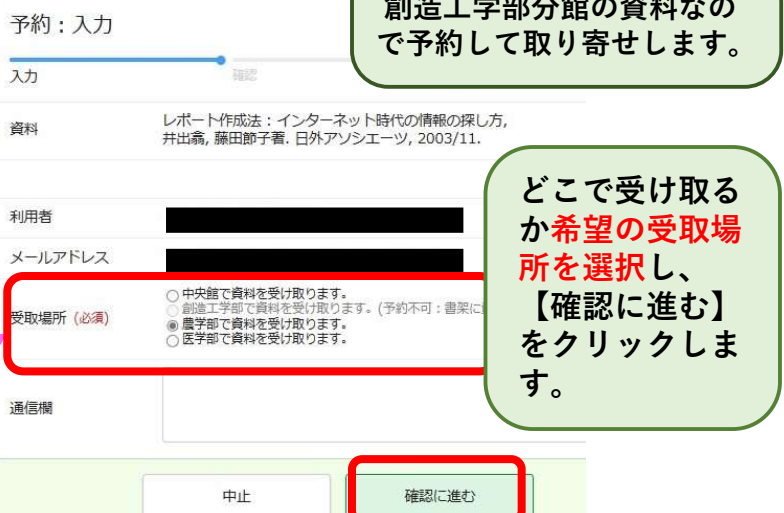 創造工学部分館の資料なの
で予約して取り寄せします。
予約：入力
入力
確認
資料
レポート作成法：インターネット時代の情報の探し方,
井出翕, 藤田節子著. 日外アソシエーツ, 2003/11.
利用者
メールアドレス
受取場所（必須）
中央館で資料を受け取ります。
創造工学部で資料を受け取ります。(予約不可：書架に
農学部で資料を受け取ります。
医学部で資料を受け取ります。
どこで受け取る
か希望の受取場
所を選択し、
【確認に進む】
をクリックしま
す。
通信欄
中止
確認に進む